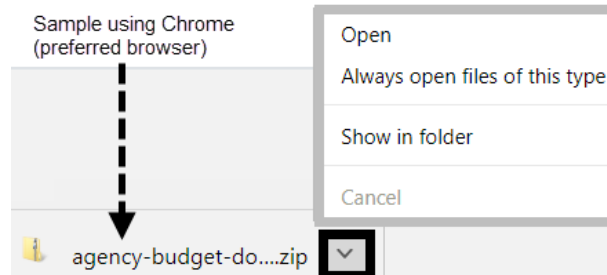 Sample using Chrome
(preferred browser)
Open
Always open files of this type
Show in folder
Cancel
agency-budget-do....zip